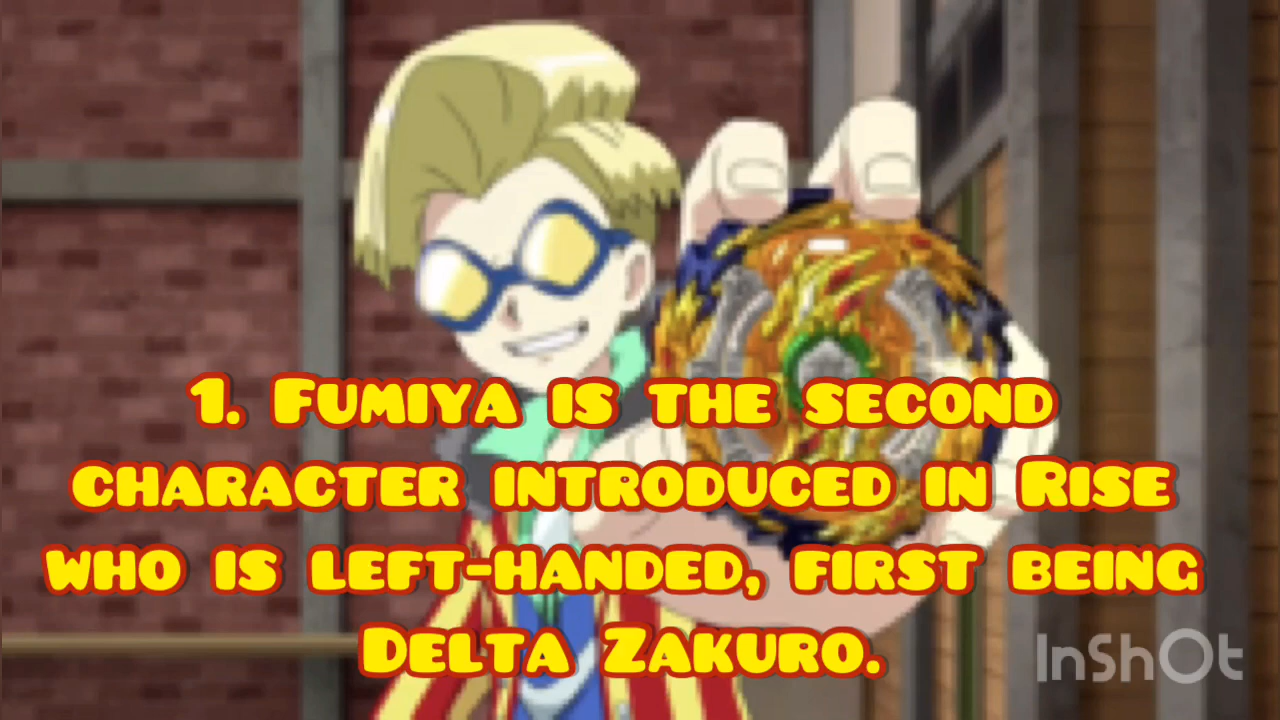 1. Fumiya is the second
character introduced in Rise
who is left-handed, first being
Delta Zakuro.
InShOt